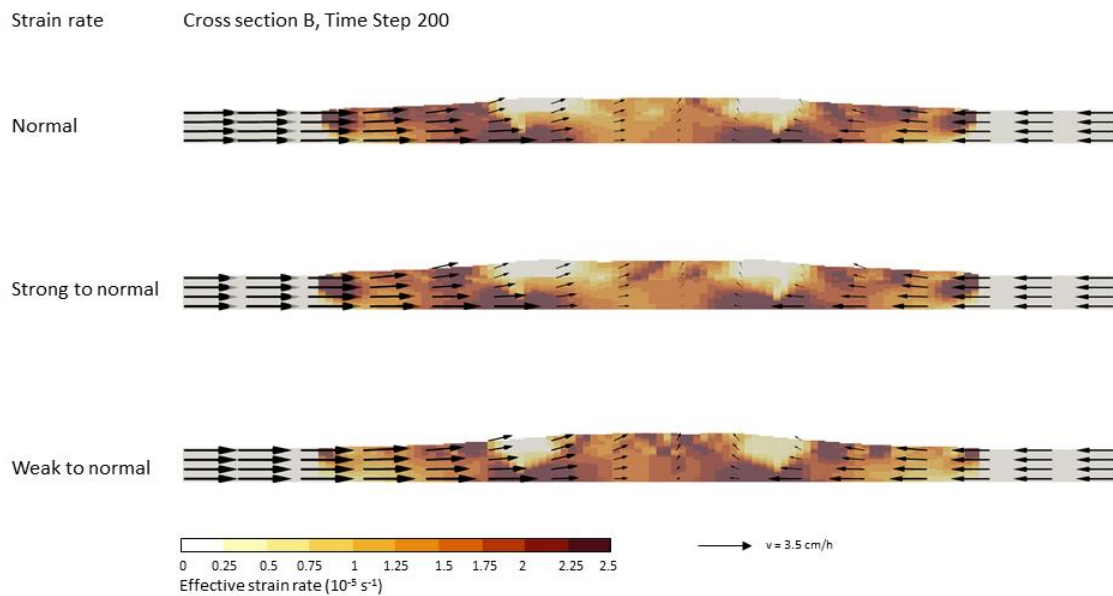 Strain rate Cross section B, Time Step 200
Normal
Strong to normal
Weak to normal
v = 3.5 cm/h
0 0.25 0.5 0.75 1 1.25 1.5 1.75 2 2.25 2.5
Effective strain rate (10⁻⁵ s⁻¹)